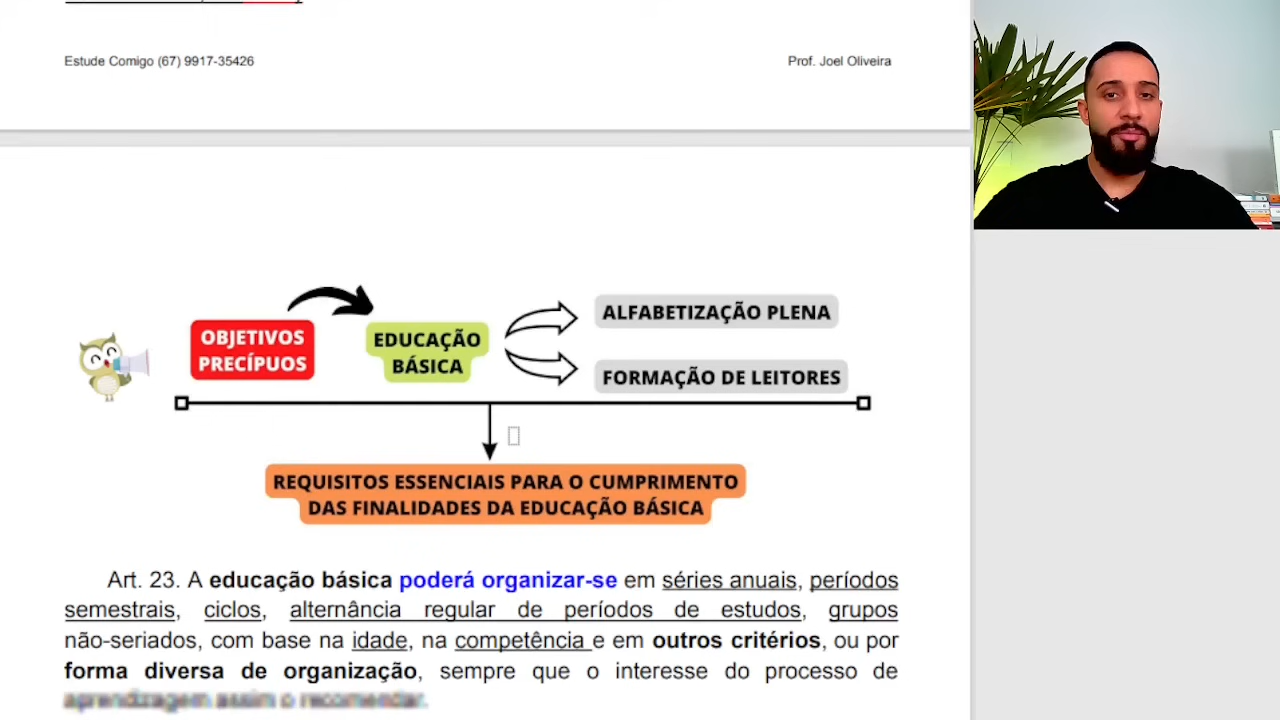 Estude Comigo (67) 9917-35426
Prof. Joel Oliveira
OBJETIVOS
PRECÍPUOS
EDUCAÇÃO
BÁSICA
ALFABETIZAÇÃO PLENA
FORMAÇÃO DE LEITORES
REQUISITOS ESSENCIAIS PARA O CUMPRIMENTO
DAS FINALIDADES DA EDUCAÇÃO BÁSICA
Art. 23. A educação básica poderá organizar-se em séries anuais, períodos
semestrais, ciclos, alternância regular de períodos de estudos, grupos
não-seriados, com base na idade, na competência e em outros critérios, ou por
forma diversa de organização, sempre que o interesse do processo de
aprendizagem assim o recomendar.